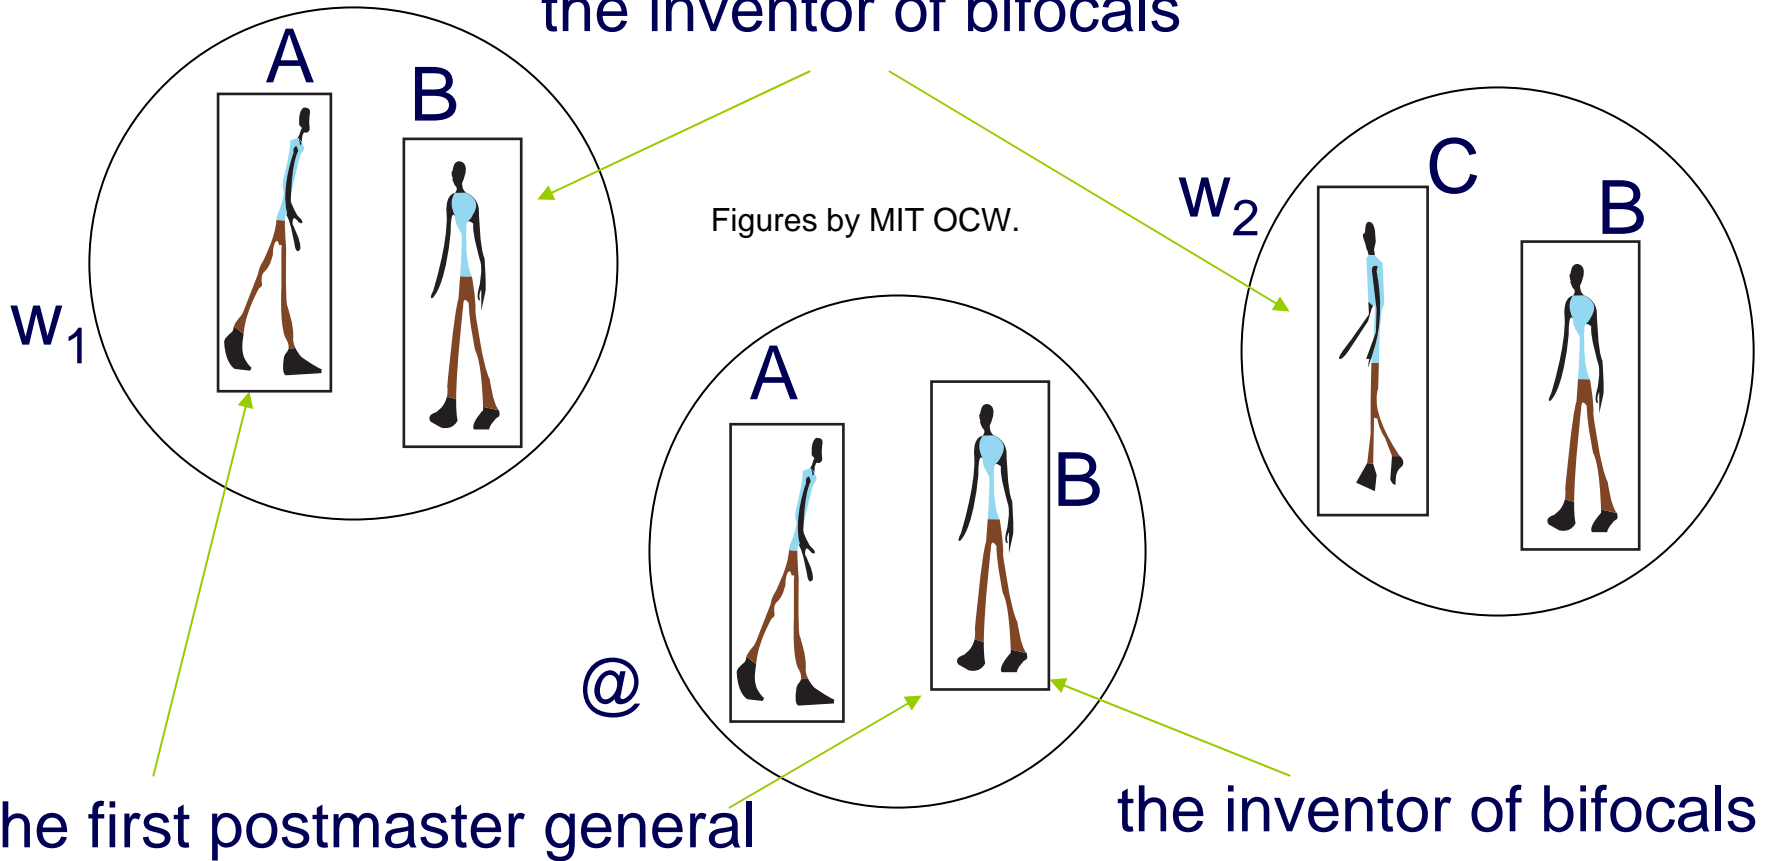 the inventor of bifocals
A
B
w1
Figures by MIT OCW.
w2
C
B
A
B
@
he first postmaster general
the inventor of bifocals